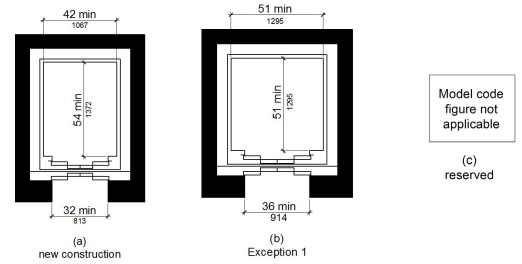 42 min
1067
54 min
1372
32 min
813
(a)
new construction
51 min
1295
51 min
1295
36 min
914
(b)
Exception 1
Model code
figure not
applicable
(c)
reserved